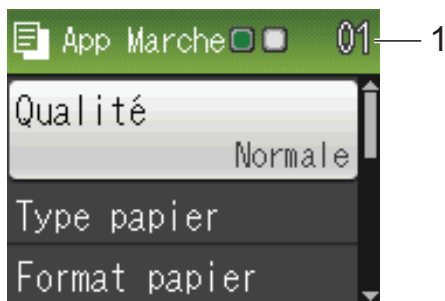 App Marche 01 1
Qualité
Normale
Type papier
Format papier